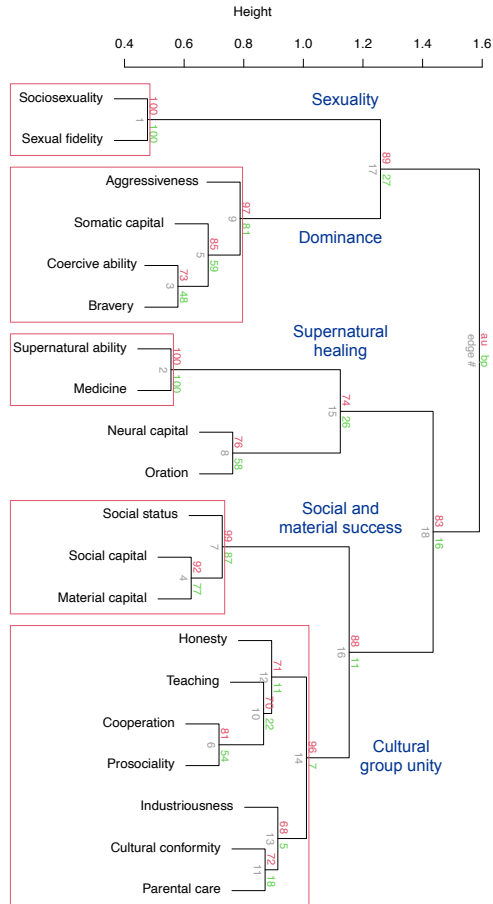 Height
0.4 0.6 0.8 1.0 1.2 1.4 1.6
Sociosexuality
Sexual fidelity
100
1
100
Sexuality
89
17
27
Aggressiveness
97
9
81
Somatic capital
85
5
59
Coercive ability
73
3
48
Bravery
Dominance
Supernatural
healing
au
edge #
bp
Supernatural ability
100
2
100
Medicine
74
15
26
Neural capital
76
8
58
Oration
Social and
material success
83
18
16
Social status
99
7
87
Social capital
92
4
77
Material capital
88
16
11
Honesty
71
12
11
Teaching
70
10
22
Cooperation
81
6
54
Prosociality
96
14
7
Cultural
group unity
Industriousness
68
13
5
Cultural conformity
72
11
18
Parental care